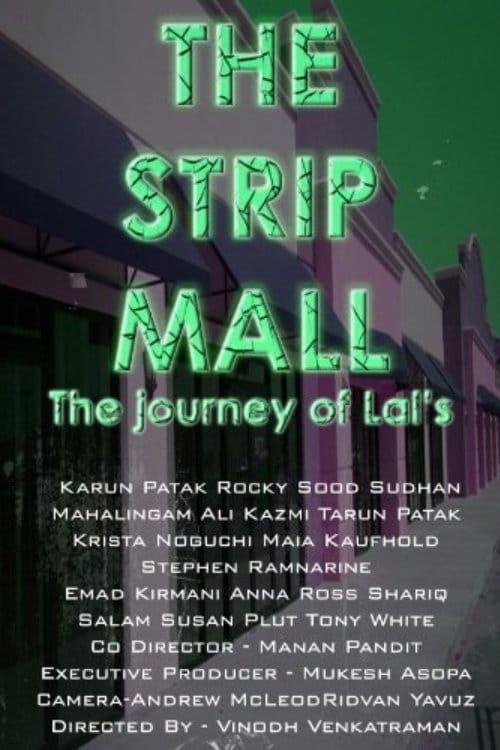 THE
STRIP
MALL
The journey of Lal's
Karun Patak Rocky Sood Sudhan
Mahalingam Ali Kazmi Tarun Patak
Krista Noguchi Maia Kaufhold
Stephen Ramnarine
Emad Kirmani Anna Ross Shariq
Salam Susan Plut Tony White
Co Director - Manan Pandit
Executive Producer - Mukesh Asopa
Camera-Andrew McLeodRidvan Yavuz
Directed By - Vinodh Venkatraman